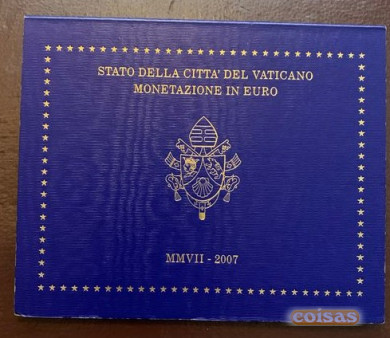 STATO DELLA CITTA' DEL VATICANO
MONETAZIONE IN EURO
MMVII - 2007
coisas